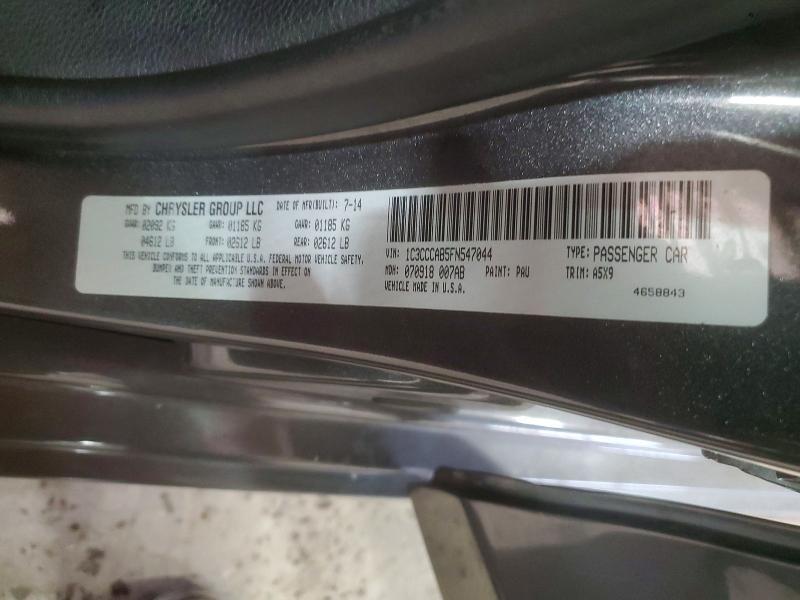 MFD BY CHRYSLER GROUP LLC DATE OF MFR(BUILT): 7-14
GVWR: 02092 KG GAWR: 01185 KG GAWR: 01185 KG
04612 LB FRONT: 02612 LB REAR: 02612 LB
THIS VEHICLE CONFORMS TO ALL APPLICABLE U.S.A. FEDERAL MOTOR VEHICLE SAFETY,
BUMPER AND THEFT PREVENTION STANDARDS IN EFFECT ON
THE DATE OF MANUFACTURE SHOWN ABOVE.
VIN: 1C3CCCAB5FN547044 TYPE: PASSENGER CAR
MDH: 070918 007AB PAINT: PAU TRIM: A5X9
VEHICLE MADE IN U.S.A.
4658843